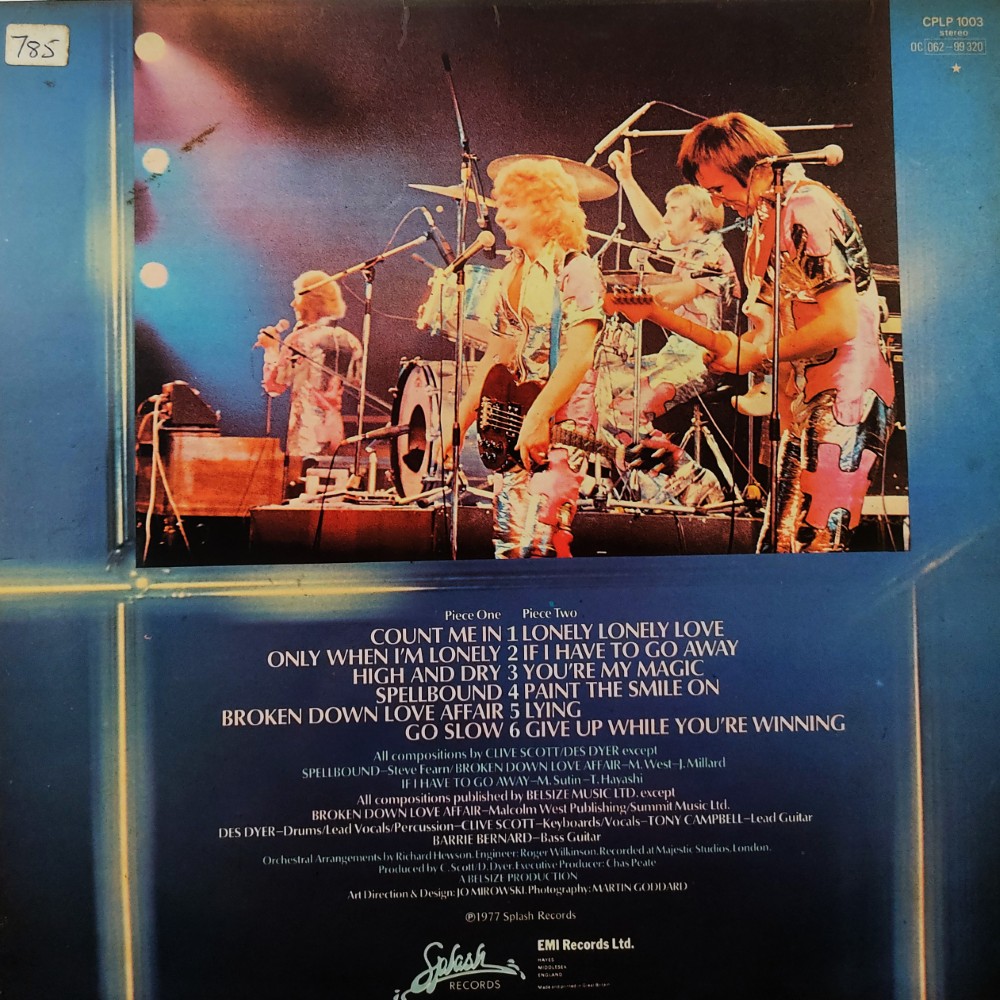 785
CPLP 1003
stereo
OC 062-99 320
Piece One Piece Two
COUNT ME IN 1 LONELY LONELY LOVE
ONLY WHEN I'M LONELY 2 IF I HAVE TO GO AWAY
HIGH AND DRY 3 YOU'RE MY MAGIC
SPELLBOUND 4 PAINT THE SMILE ON
BROKEN DOWN LOVE AFFAIR 5 LYING
GO SLOW 6 GIVE UP WHILE YOU'RE WINNING
All compositions by CLIVE SCOTT/DES DYER except
SPELLBOUND–Steve Fearn/BROKEN DOWN LOVE AFFAIR–M. West–J. Millard
IF I HAVE TO GO AWAY–M. Sutin–T. Hayashi
All compositions published by BELSIZE MUSIC LTD. except
BROKEN DOWN LOVE AFFAIR–Malcolm West Publishing/Summit Music Ltd.
DES DYER–Drums/Lead Vocals/Percussion–CLIVE SCOTT–Keyboards/Vocals–TONY CAMPBELL–Lead Guitar
BARRIE BERNARD–Bass Guitar
Orchestral Arrangements by Richard Hewson. Engineer: Roger Wilkinson. Recorded at Majestic Studios, London.
Produced by C. Scott/D. Dyer. Executive Producer: Chas Peate
A BELSIZE PRODUCTION
Art Direction & Design: JO MIROWSKI. Photography: MARTIN GODDARD
℗1977 Splash Records
Splash
RECORDS
EMI Records Ltd.
HAYES
MIDDLESEX
ENGLAND
Made and printed in Great Britain